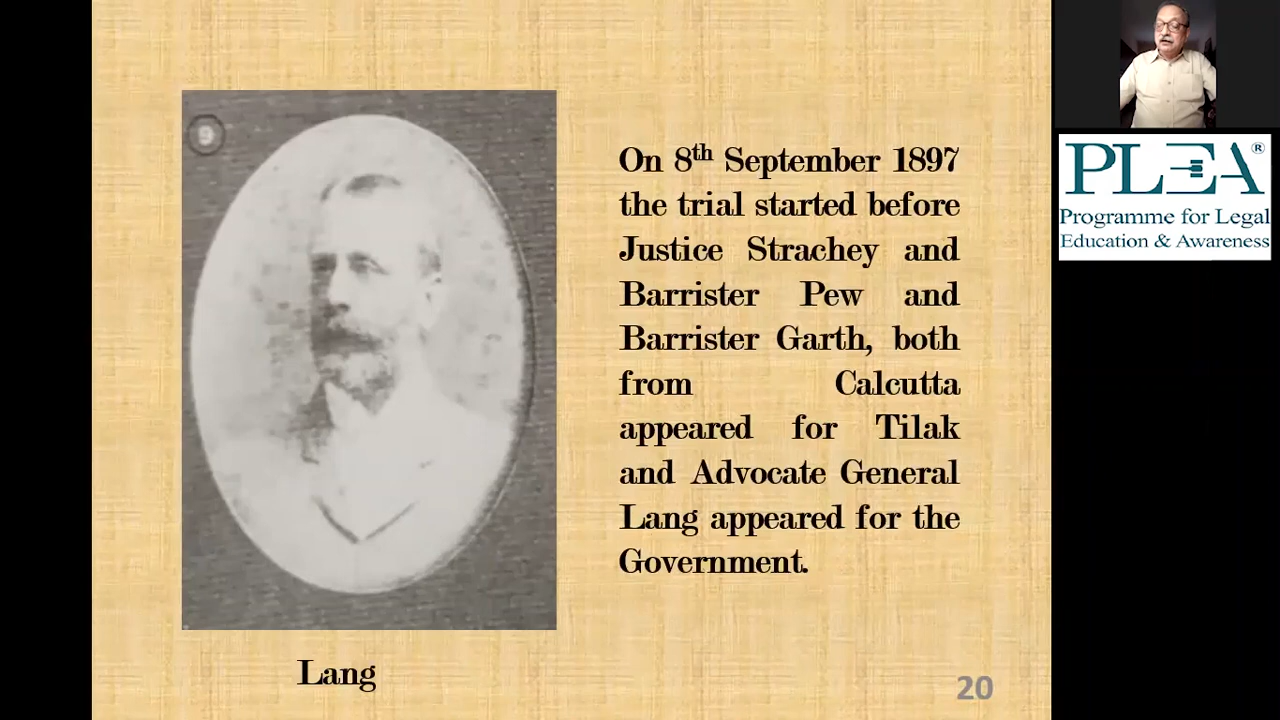 On 8th September 1897
the trial started before
Justice Strachey and
Barrister Pew and
Barrister Garth, both
from Calcutta
appeared for Tilak
and Advocate General
Lang appeared for the
Government.
Lang
20
9
PLEA®
Programme for Legal
Education & Awareness